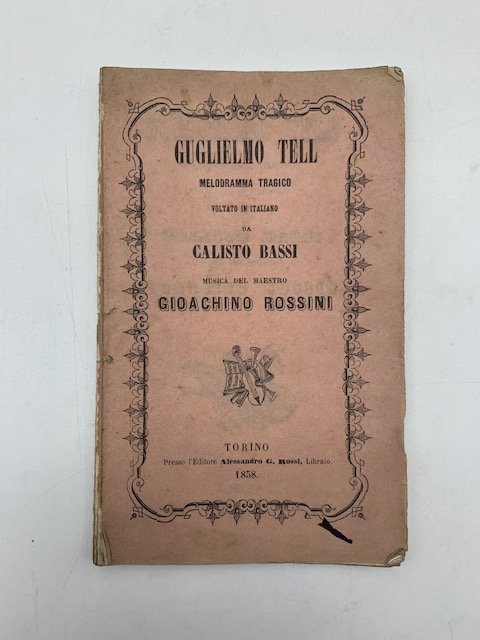 GUGLIELMO TELL
MELODRAMMA TRAGICO
VOLTATO IN ITALIANO
DA
CALISTO BASSI
MUSICA DEL MAESTRO
GIOACHINO ROSSINI
TORINO
Presso l'Editore Alessandro G. Rossi, Libraio.
1858.